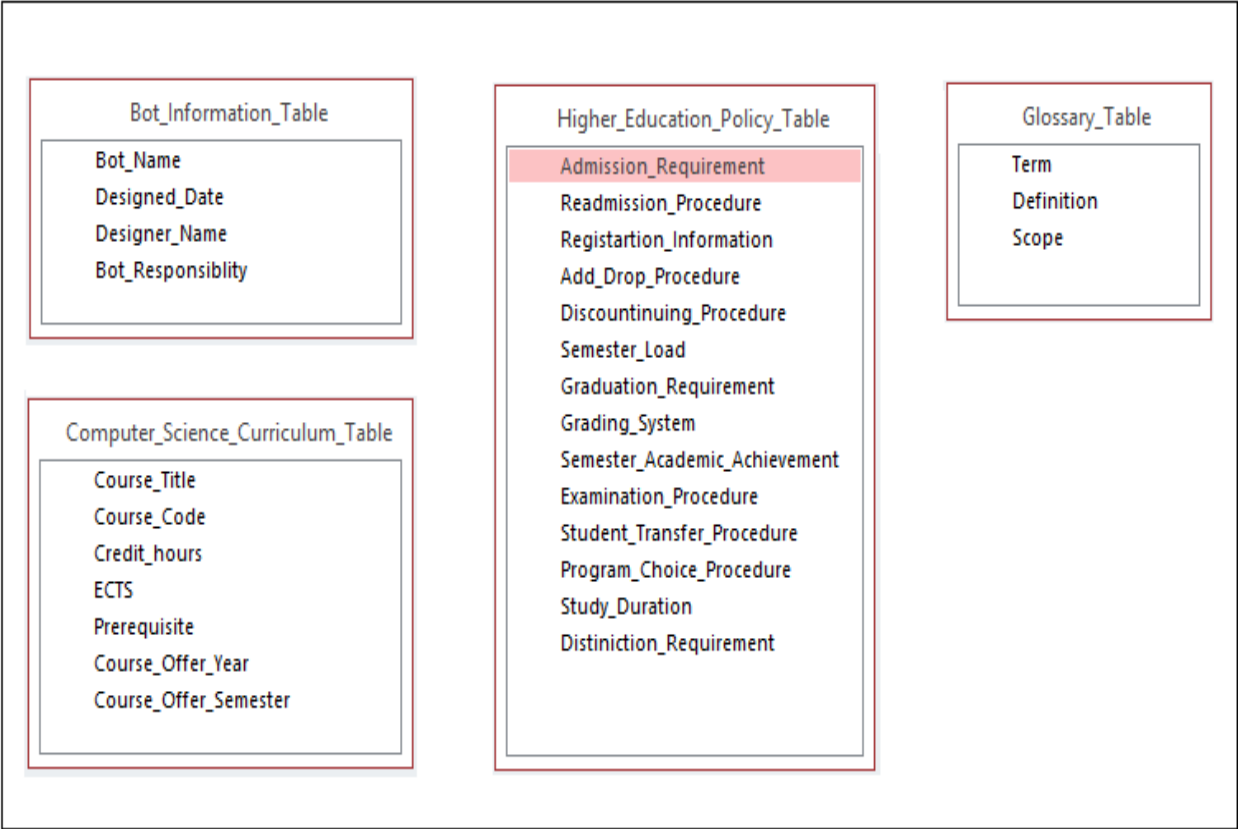 Bot_Information_Table
Bot_Name
Designed_Date
Designer_Name
Bot_Responsiblity
Computer_Science_Curriculum_Table
Course_Title
Course_Code
Credit_hours
ECTS
Prerequisite
Course_Offer_Year
Course_Offer_Semester
Higher_Education_Policy_Table
Admission_Requirement
Readmission_Procedure
Registartion_Information
Add_Drop_Procedure
Discountinuing_Procedure
Semester_Load
Graduation_Requirement
Grading_System
Semester_Academic_Achievement
Examination_Procedure
Student_Transfer_Procedure
Program_Choice_Procedure
Study_Duration
Distiniction_Requirement
Glossary_Table
Term
Definition
Scope